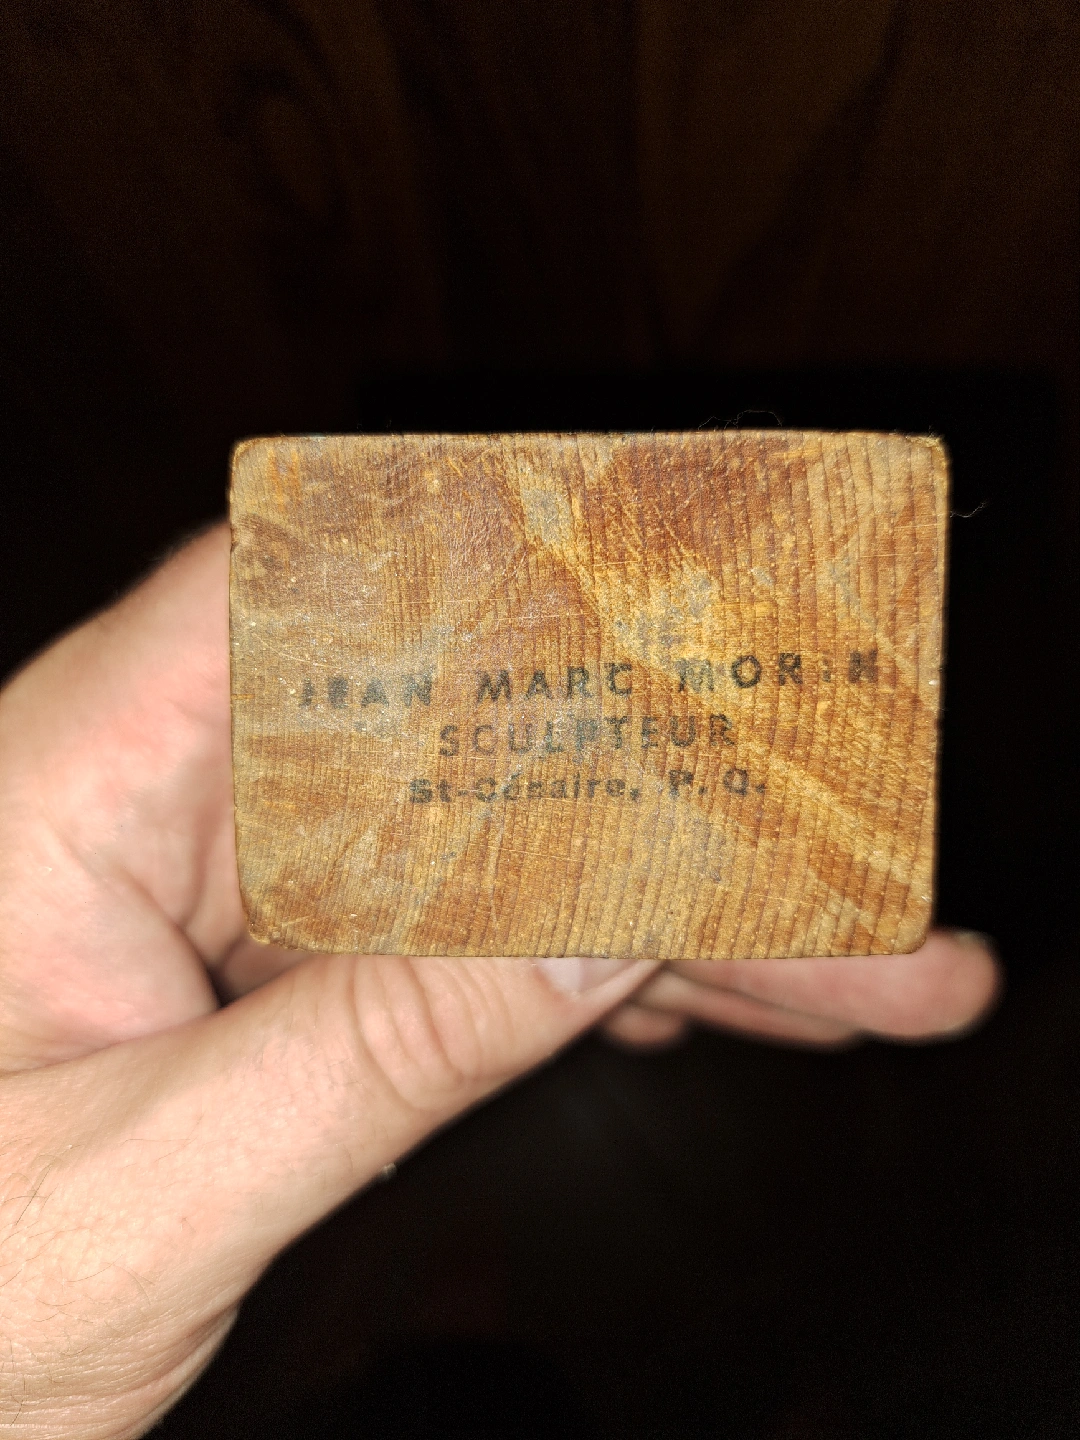 JEAN MARC MORIN
SCULPTEUR
St-Césaire, P. Q.